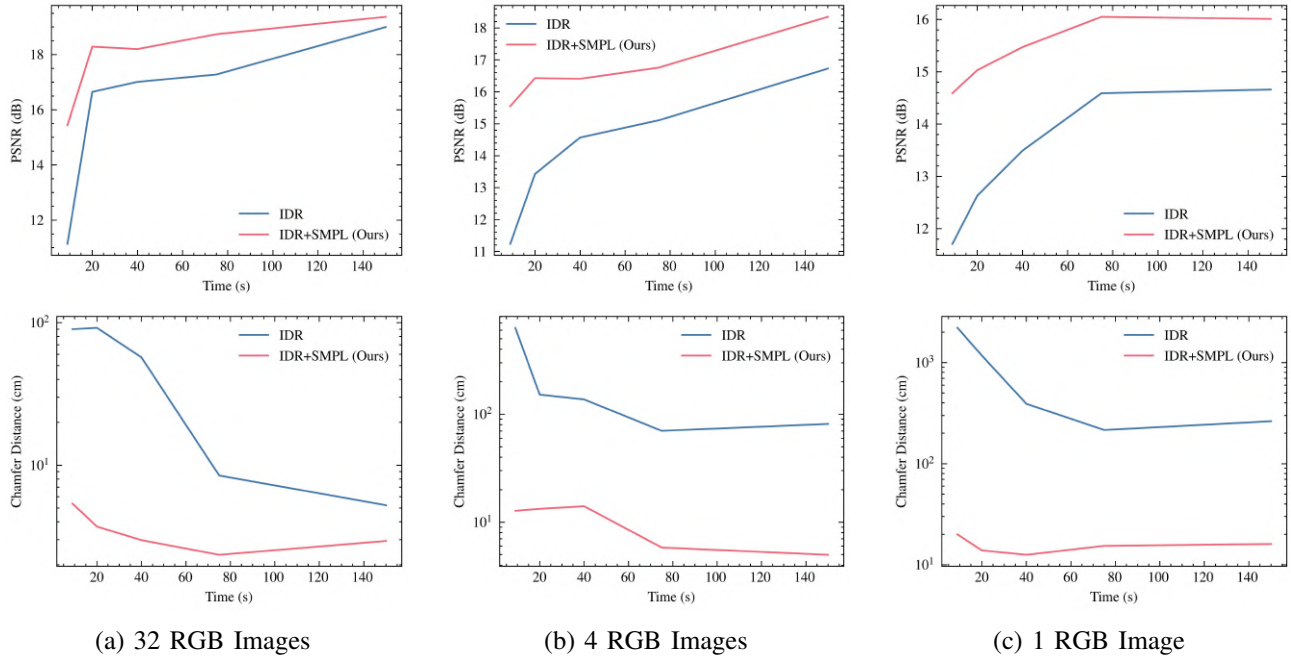 18
16
14
12
PSNR (dB)
IDR
IDR+SMPL (Ours)
20 40 60 80 100 120 140
Time (s)
18
17
16
15
14
13
12
11
PSNR (dB)
IDR
IDR+SMPL (Ours)
20 40 60 80 100 120 140
Time (s)
16
15
14
13
12
PSNR (dB)
IDR
IDR+SMPL (Ours)
20 40 60 80 100 120 140
Time (s)
10²
10¹
Chamfer Distance (cm)
IDR
IDR+SMPL (Ours)
20 40 60 80 100 120 140
Time (s)
10²
10¹
Chamfer Distance (cm)
IDR
IDR+SMPL (Ours)
20 40 60 80 100 120 140
Time (s)
10³
10²
10¹
Chamfer Distance (cm)
IDR
IDR+SMPL (Ours)
20 40 60 80 100 120 140
Time (s)
(a) 32 RGB Images
(b) 4 RGB Images
(c) 1 RGB Image